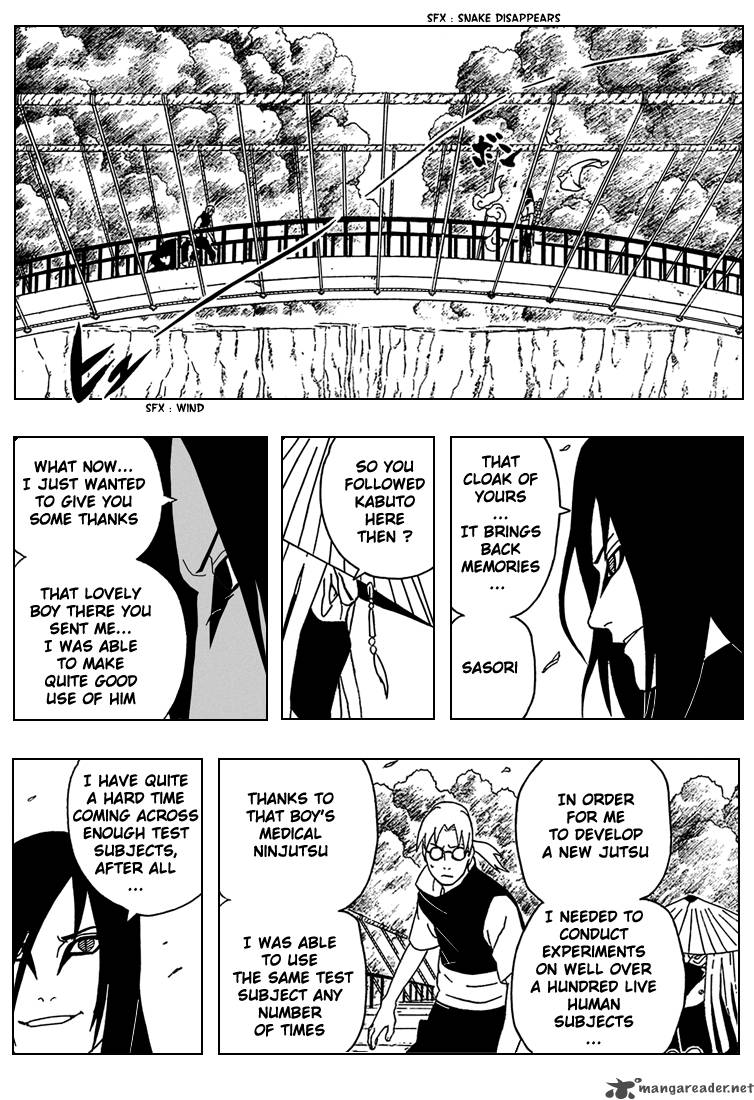 SFX : SNAKE DISAPPEARS
ビュ
SFX : WIND
THAT
CLOAK OF
YOURS
...
IT BRINGS
BACK
MEMORIES
...
SASORI
SO YOU
FOLLOWED
KABUTO
HERE
THEN ?
WHAT NOW...
I JUST WANTED
TO GIVE YOU
SOME THANKS
THAT LOVELY
BOY THERE YOU
SENT ME...
I WAS ABLE
TO MAKE
QUITE GOOD
USE OF HIM
IN ORDER
FOR ME
TO DEVELOP
A NEW JUTSU
I NEEDED TO
CONDUCT
EXPERIMENTS
ON WELL OVER
A HUNDRED LIVE
HUMAN
SUBJECTS
...
THANKS TO
THAT BOY'S
MEDICAL
NINJUTSU
I WAS ABLE
TO USE
THE SAME TEST
SUBJECT ANY
NUMBER
OF TIMES
I HAVE QUITE
A HARD TIME
COMING ACROSS
ENOUGH TEST
SUBJECTS,
AFTER ALL
...
mangareader.net